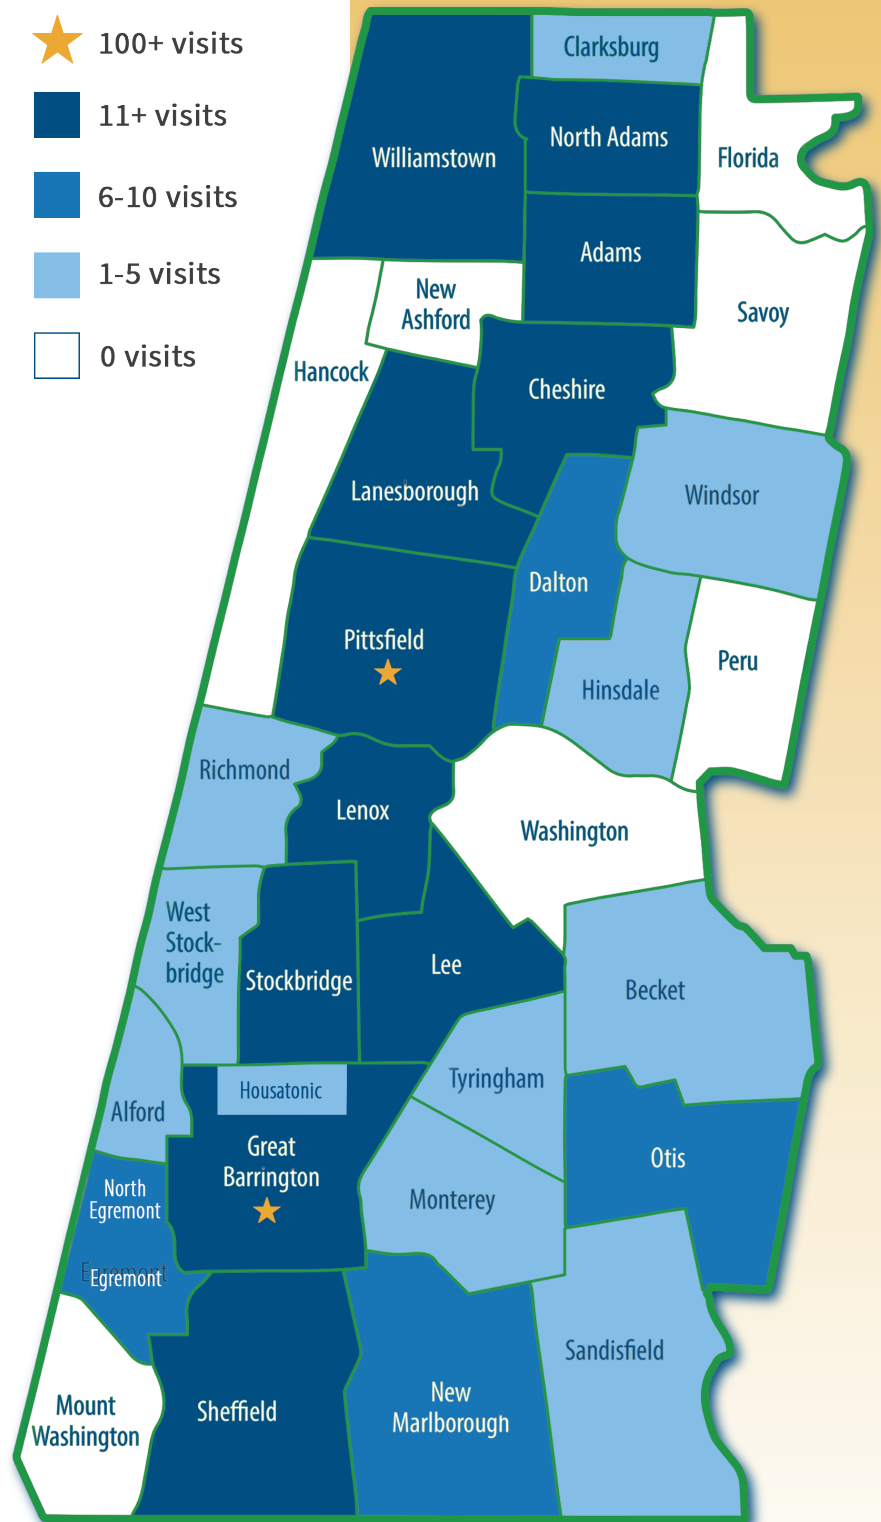 100+ visits
11+ visits
6-10 visits
1-5 visits
0 visits
Clarksburg
Williamstown
North Adams
Florida
Adams
New
Ashford
Savoy
Hancock
Cheshire
Lanesborough
Windsor
Dalton
Pittsfield
Peru
Hinsdale
Richmond
Lenox
Washington
West
Stock-
bridge
Stockbridge
Lee
Becket
Tyringham
Housatonic
Alford
Great
Barrington
Otis
North
Egremont
Monterey
Egremont
Egremont
Sandisfield
Mount
Washington
Sheffield
New
Marlborough